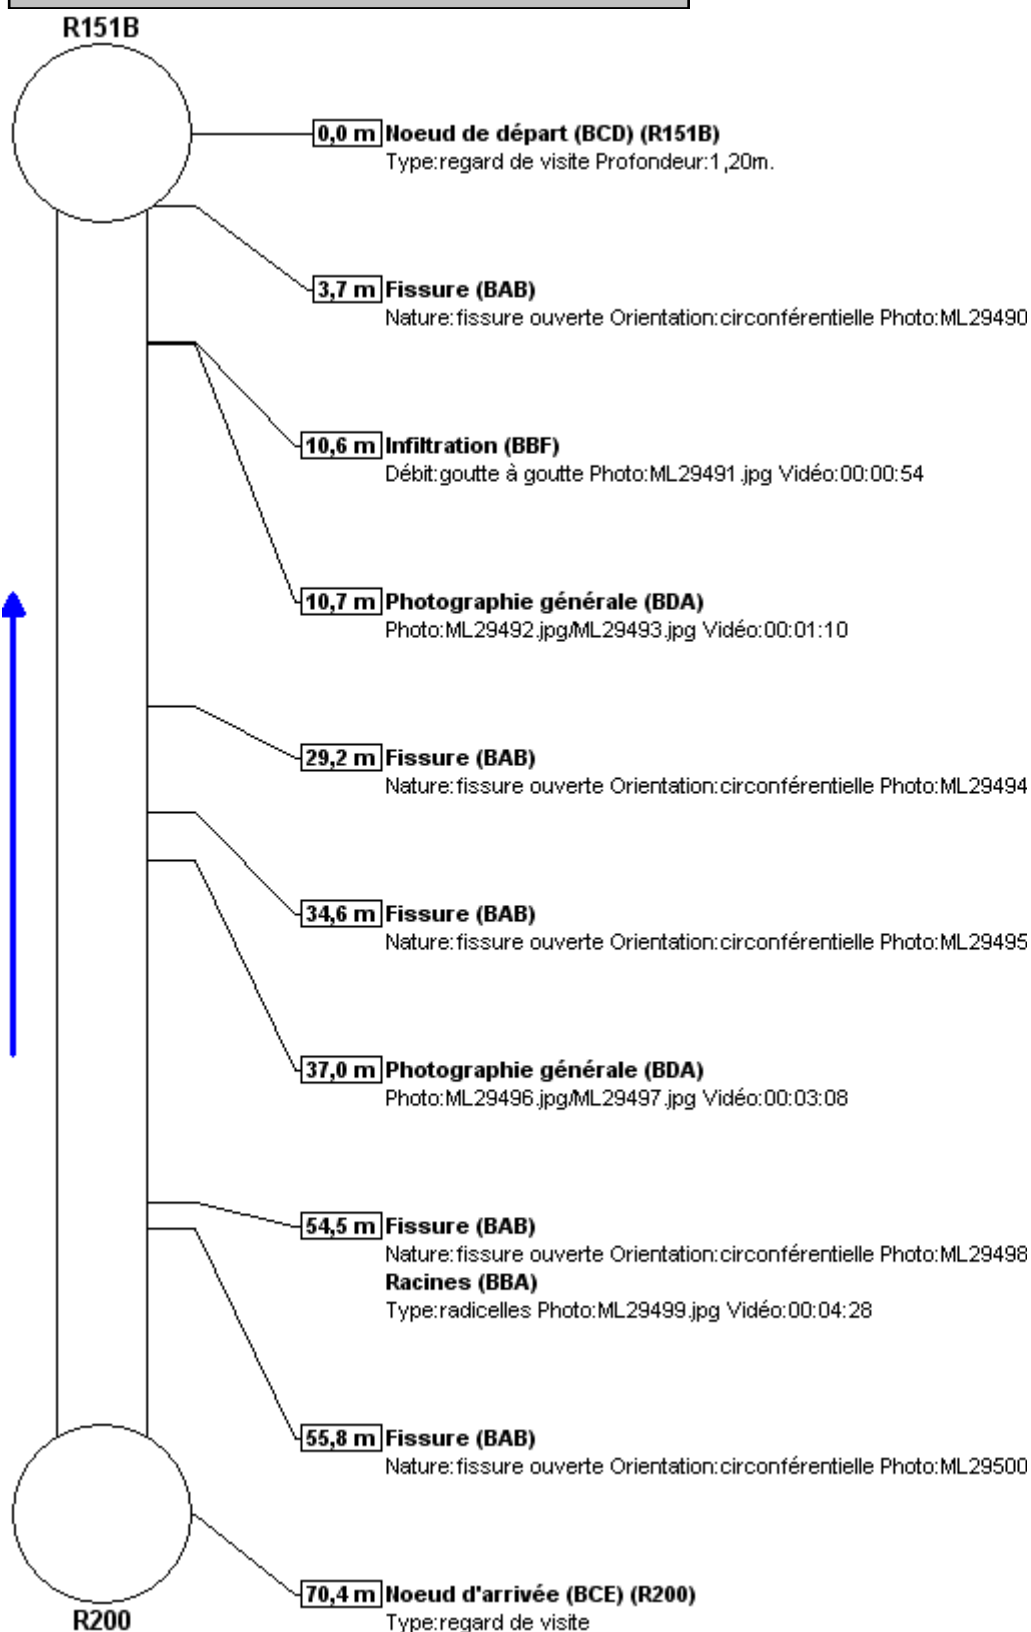 R151B
0,0 m Noeud de départ (BCD) (R151B)
Type:regard de visite Profondeur:1,20m.
3,7 m Fissure (BAB)
Nature:fissure ouverte Orientation:circonférentielle Photo:ML29490
10,6 m Infiltration (BBF)
Débit:goutte à goutte Photo:ML29491.jpg Vidéo:00:00:54
10,7 m Photographie générale (BDA)
Photo:ML29492.jpg/ML29493.jpg Vidéo:00:01:10
29,2 m Fissure (BAB)
Nature:fissure ouverte Orientation:circonférentielle Photo:ML29494
34,6 m Fissure (BAB)
Nature:fissure ouverte Orientation:circonférentielle Photo:ML29495
37,0 m Photographie générale (BDA)
Photo:ML29496.jpg/ML29497.jpg Vidéo:00:03:08
54,5 m Fissure (BAB)
Nature:fissure ouverte Orientation:circonférentielle Photo:ML29498
Racines (BBA)
Type:radicelles Photo:ML29499.jpg Vidéo:00:04:28
55,8 m Fissure (BAB)
Nature:fissure ouverte Orientation:circonférentielle Photo:ML29500
70,4 m Noeud d'arrivée (BCE) (R200)
R200
Type:regard de visite